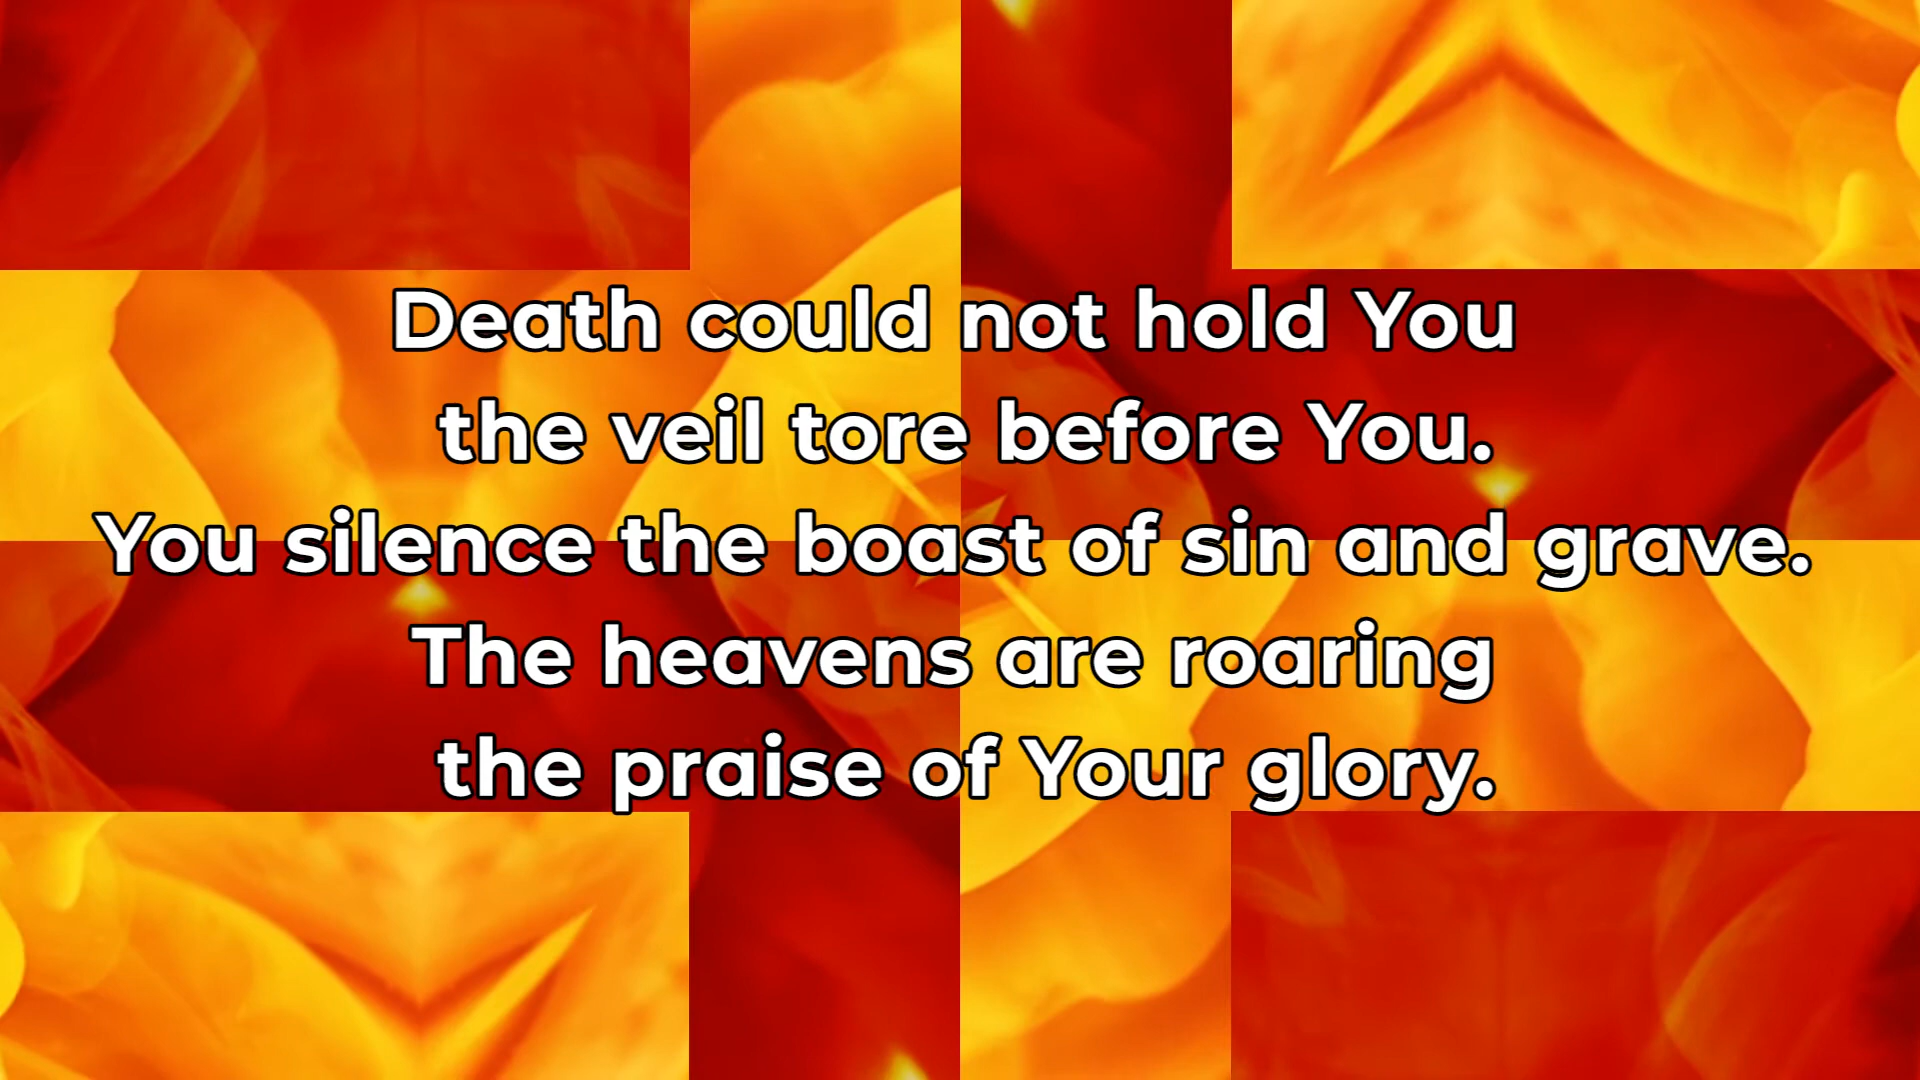 Death could not hold You
the veil tore before You.
You silence the boast of sin and grave.
The heavens are roaring
the praise of Your glory.